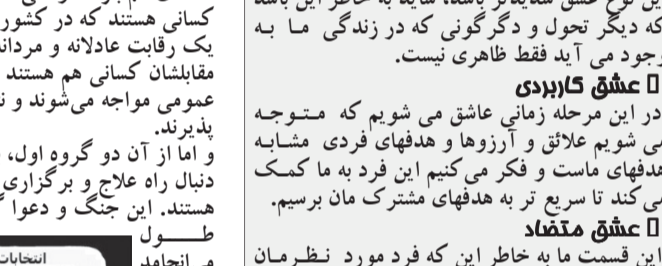 این نوع عشق شدیدتر باشد، شاید به خاطر این باشد
که دیگر تحول و دگرگونی که در زندگی ما به
وجود می آید فقط ظاهری نیست.
عشق کاربردی
در این مرحله زمانی عاشق می شویم که متوجه
می شویم علائق و آرزوها و هدفهای فردی مشابه
هدفهای ماست و فکر می کنیم این فرد به ما کمک
می کند تا سریع تر به هدفهای مشترک مان برسیم.
عشق متضاد
این قسمت ما به خاطر این که فرد مورد نظرمان
کسانی هستند که در کشور
یک رقابت عادلانه و مردانه
مقابلشان کسانی هم هستند
عمومی مواجه می‌شوند و
پذیرند.
و اما از آن دو گروه اول،
دنبال راه علاج و برگزاری
هستند. این جنگ و دعوا
طول
می انجامد
انتخابات